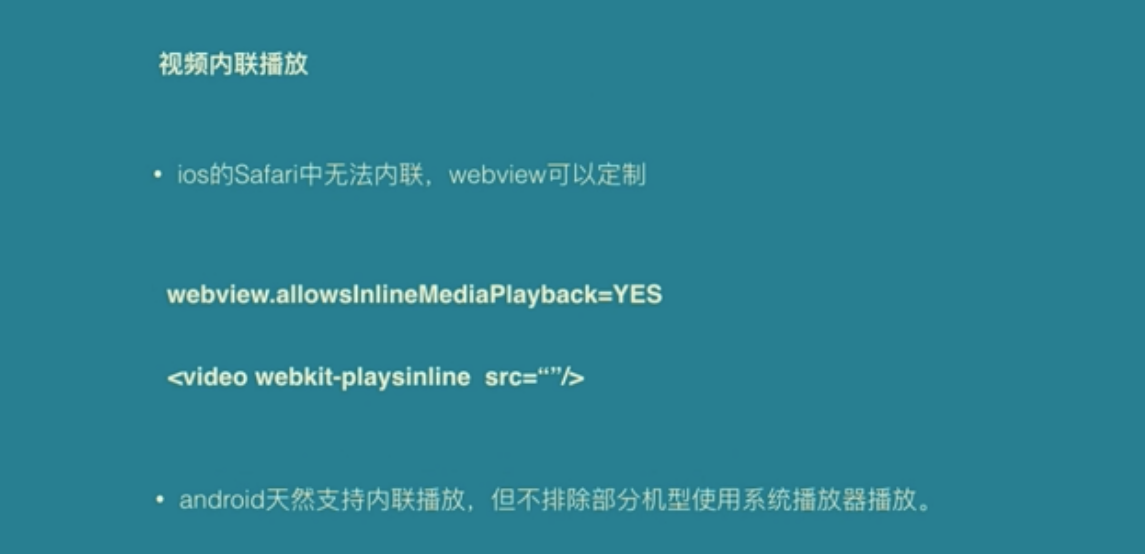 视频内联播放
• ios的Safari中无法内联，webview可以定制
webview.allowsInlineMediaPlayback=YES
<video webkit-playsinline  src=“”/>
• android天然支持内联播放，但不排除部分机型使用系统播放器播放。